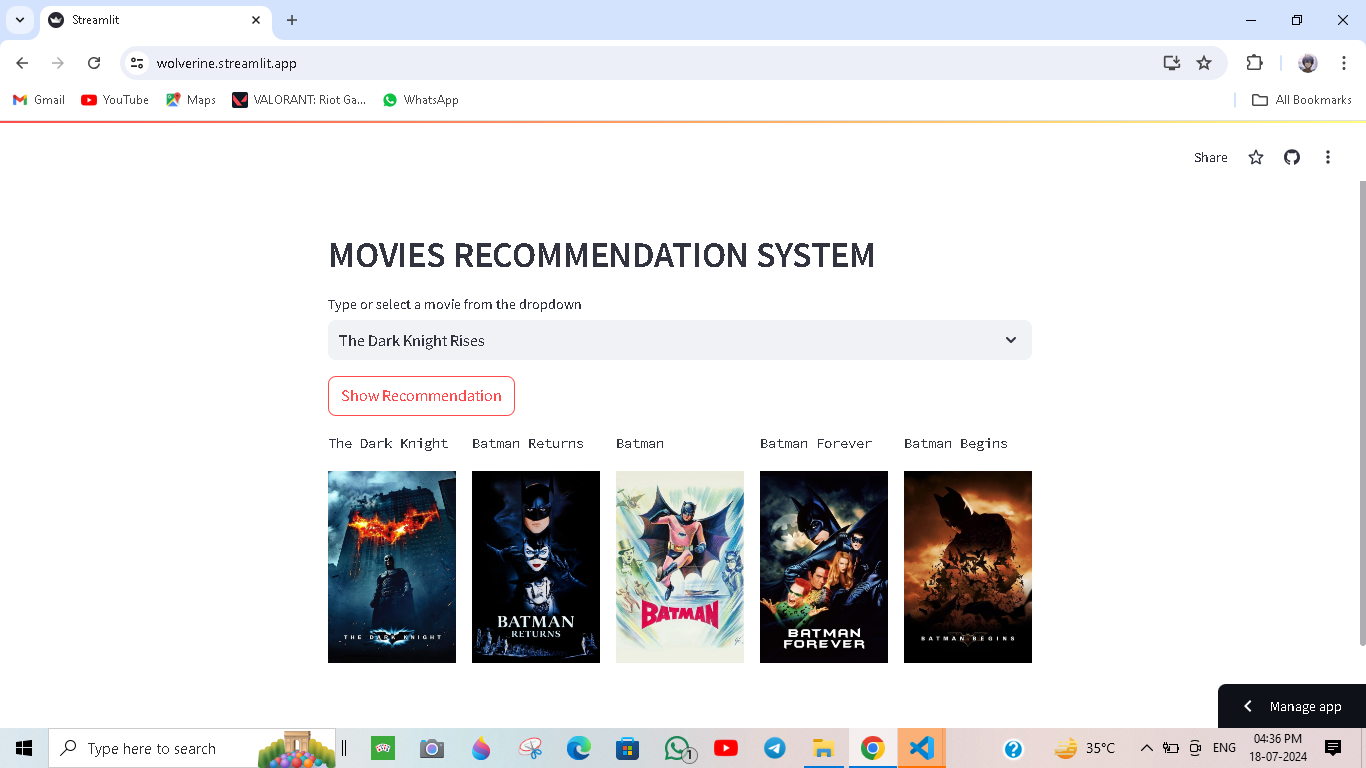 Streamlit
wolverine.streamlit.app
Gmail
YouTube
Maps
VALORANT: Riot Ga...
WhatsApp
All Bookmarks
Share
MOVIES RECOMMENDATION SYSTEM
Type or select a movie from the dropdown
The Dark Knight Rises
Show Recommendation
The Dark Knight
Batman Returns
Batman
Batman Forever
Batman Begins
THE DARK KNIGHT
BATMAN
RETURNS
BATMAN
BATMAN
FOREVER
BATMAN BEGINS
Manage app
Type here to search
1
35°C
ENG
04:36 PM
18-07-2024